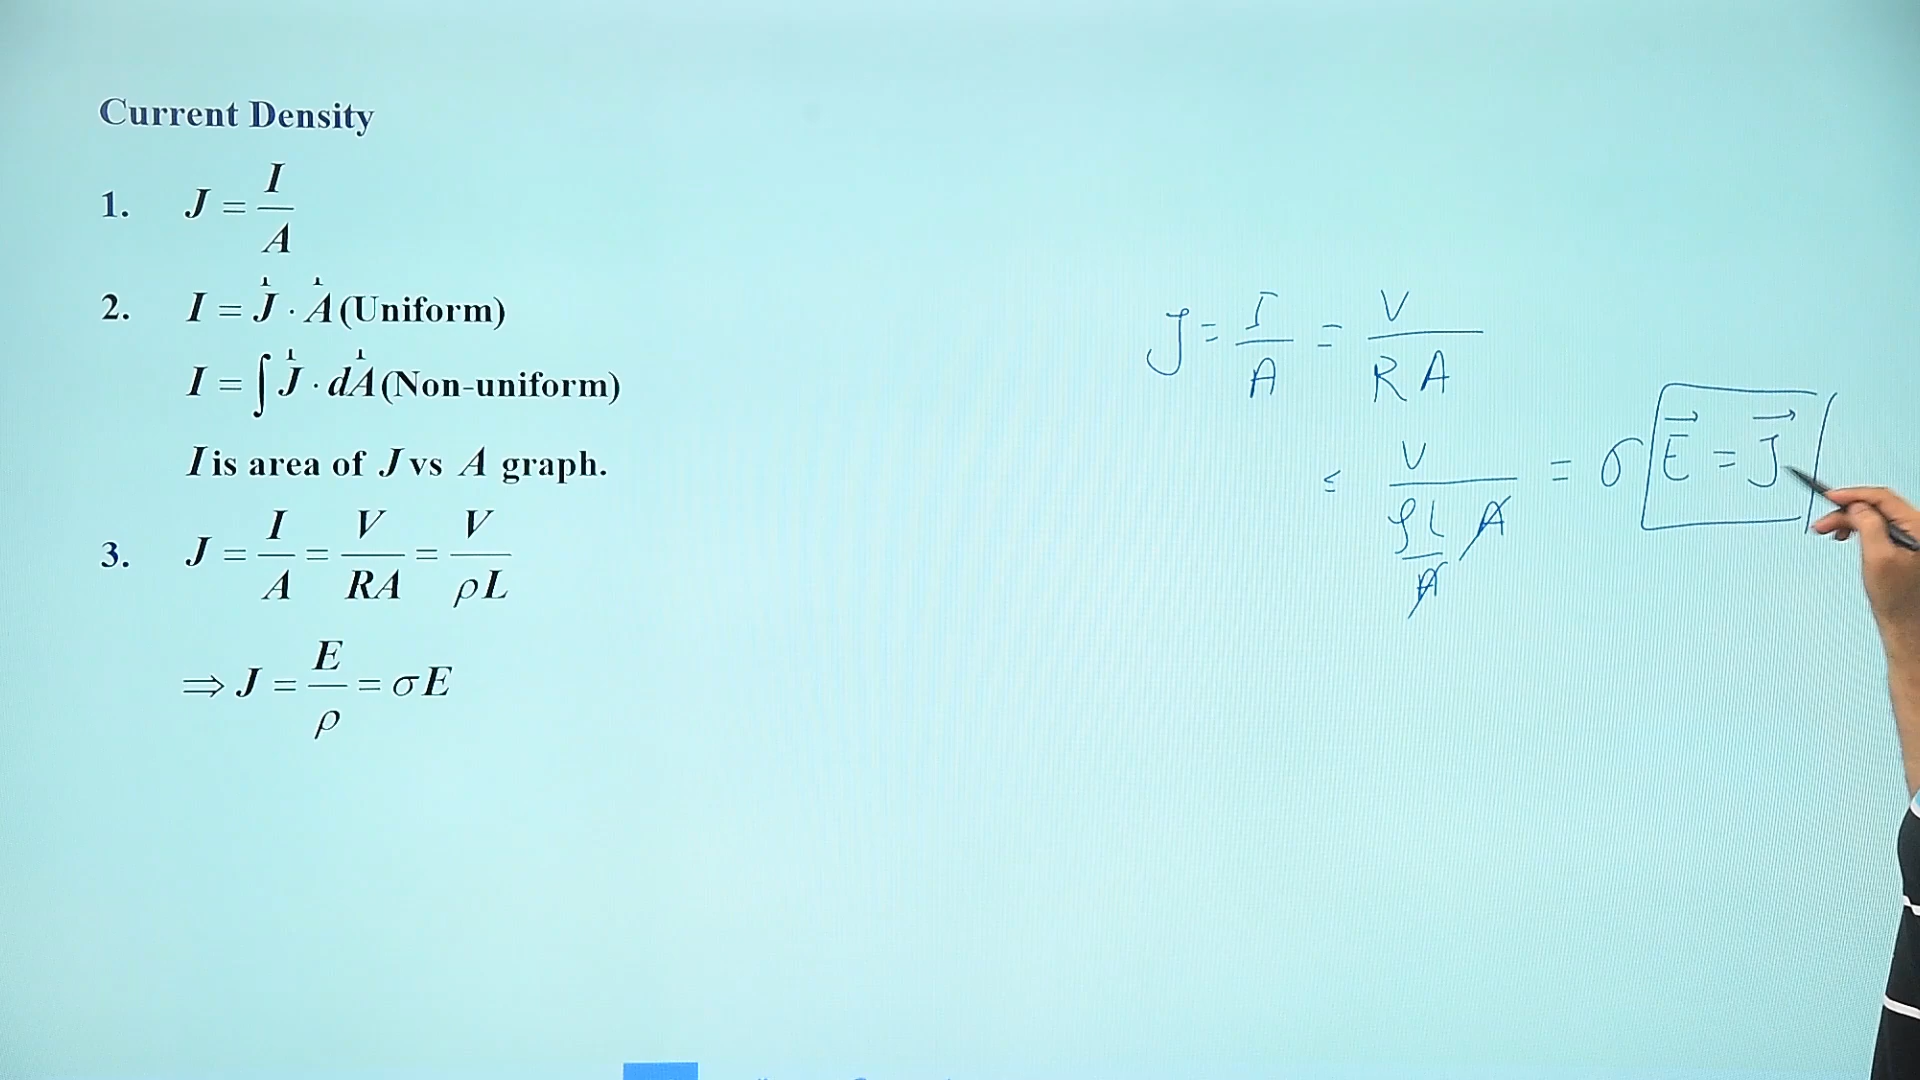 Current Density
1. J = I/A
2. I = J · A (Uniform)
I = ∫ J · dA (Non-uniform)
I is area of J vs A graph.
3. J = I/A = V/RA = V/ρL
⇒ J = E/ρ = σE
J = I/A = V/RA
= V/(ρL/A A) = σ E⃗ = J⃗